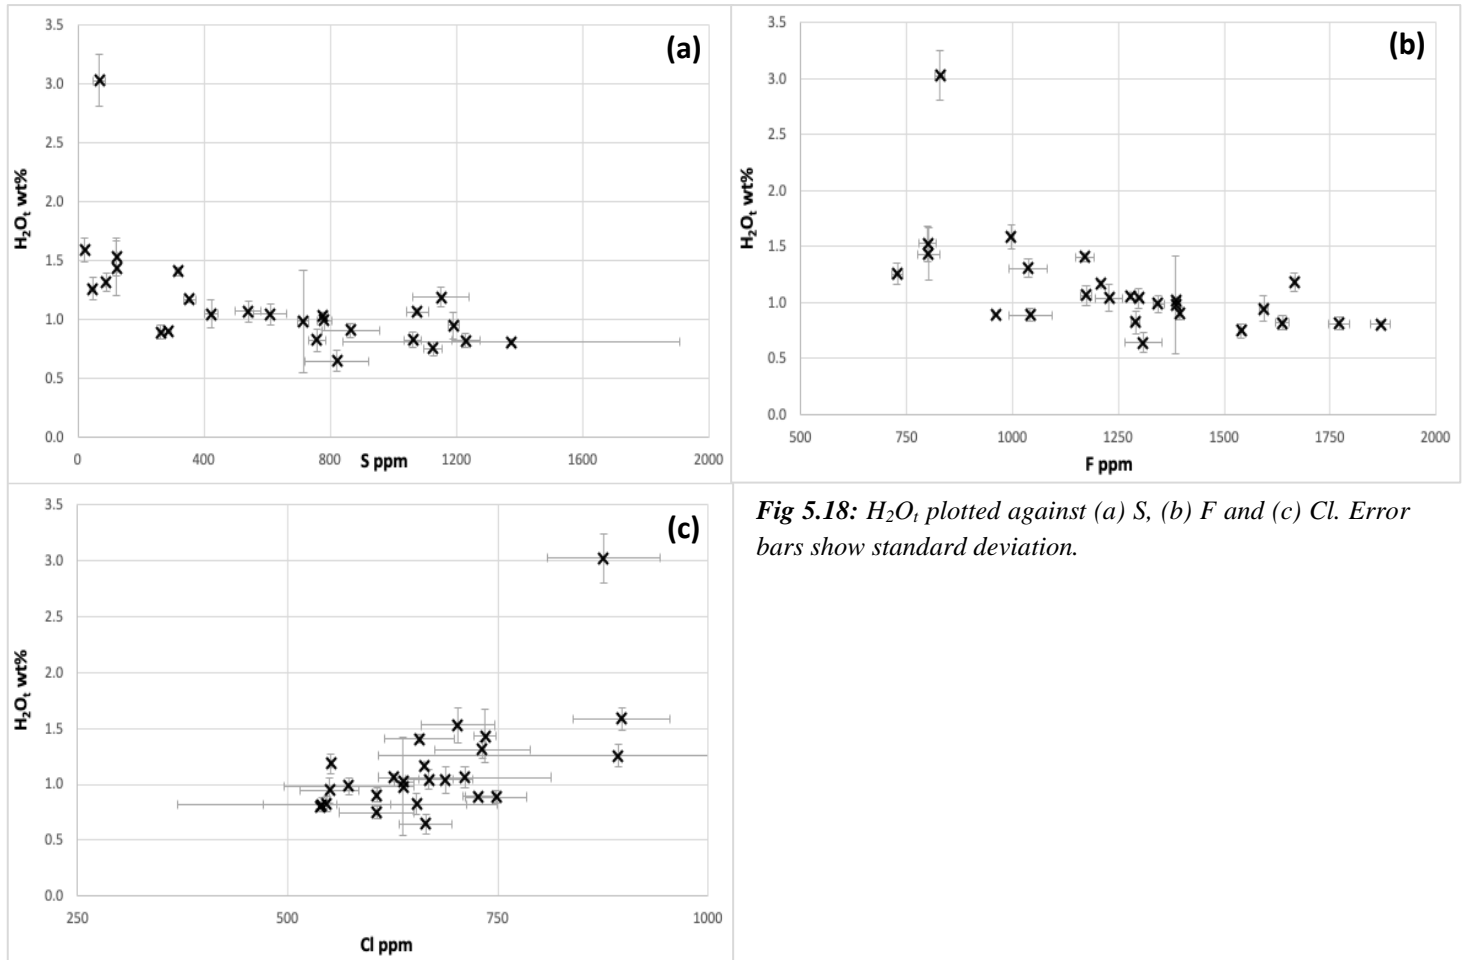 (a)
3.5
3.0
2.5
2.0
1.5
1.0
0.5
0.0
H₂Oₜ wt%
0 400 800 1200 1600 2000
S ppm
(b)
3.5
3.0
2.5
2.0
1.5
1.0
0.5
0.0
H₂Oₜ wt%
500 750 1000 1250 1500 1750 2000
F ppm
(c)
3.5
3.0
2.5
2.0
1.5
1.0
0.5
0.0
H₂Oₜ wt%
250 500 750 1000
Cl ppm
Fig 5.18: H₂Oₜ plotted against (a) S, (b) F and (c) Cl. Error
bars show standard deviation.